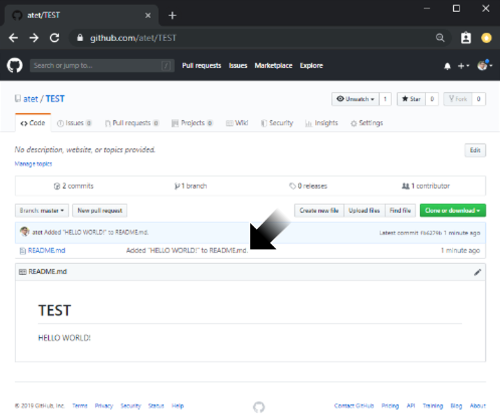 atet/TEST
github.com/atet/TEST
Search or jump to...
Pull requests Issues Marketplace Explore
atet / TEST
Unwatch 1 Star 0 Fork 0
Code Issues 0 Pull requests 0 Projects 0 Wiki Security Insights Settings
No description, website, or topics provided. Edit
Manage topics
2 commits 1 branch 0 releases 1 contributor
Branch: master New pull request Create new file Upload files Find file Clone or download
atet Added "HELLO WORLD!" to README.md. Latest commit 1 minute ago
README.md Added "HELLO WORLD!" to README.md. 1 minute ago
README.md
TEST
HELLO WORLD!
© 2019 GitHub, Inc. Terms Privacy Security Status Help Contact GitHub Pricing API Training Blog About